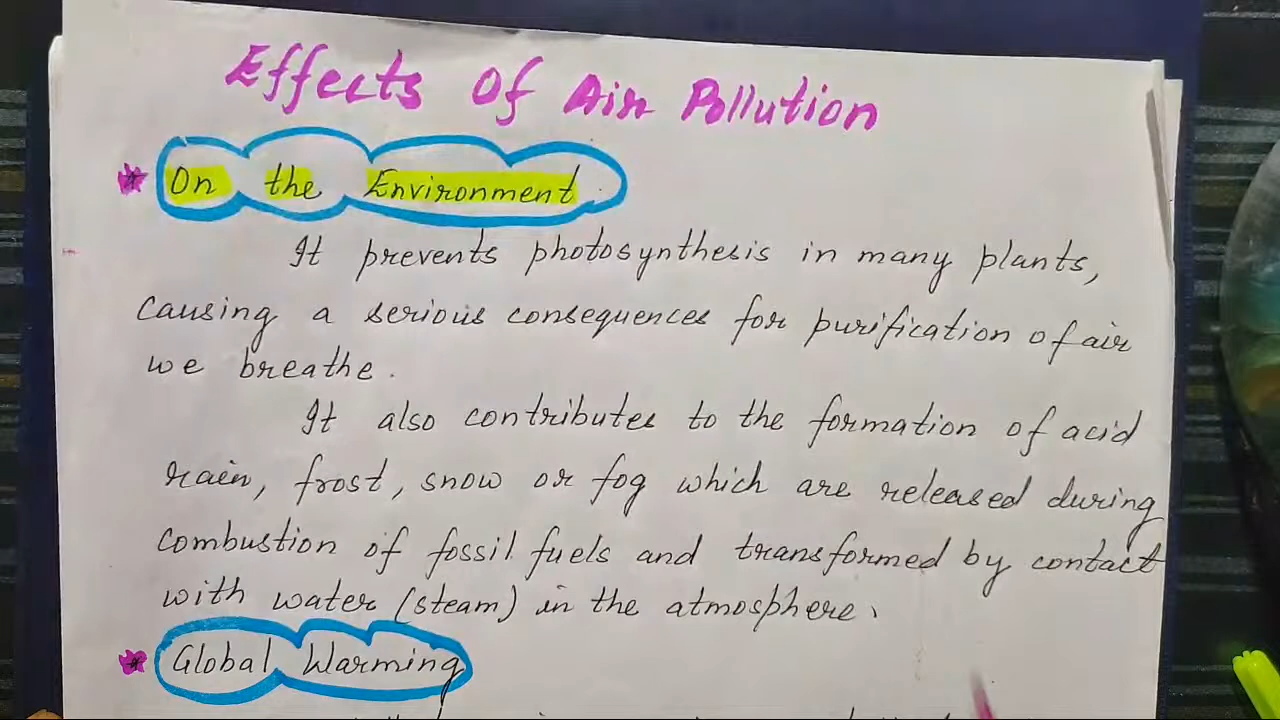 Effects Of Air Pollution
On the Environment
It prevents photosynthesis in many plants,
causing a serious consequences for purification of air
we breathe.
It also contributes to the formation of acid
rain, frost, snow or fog which are released during
combustion of fossil fuels and transformed by contact
with water (steam) in the atmosphere.
Global Warming